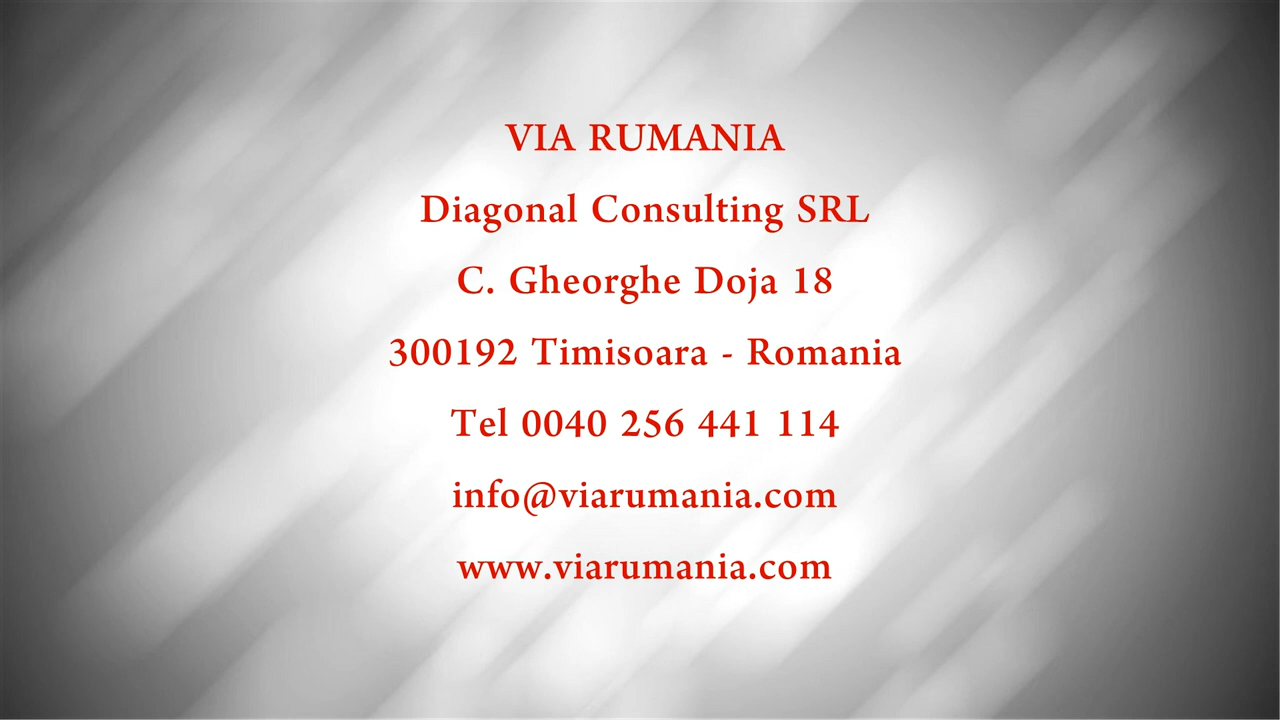 VIA RUMANIA
Diagonal Consulting SRL
C. Gheorghe Doja 18
300192 Timisoara - Romania
Tel 0040 256 441 114
info@viarumania.com
www.viarumania.com